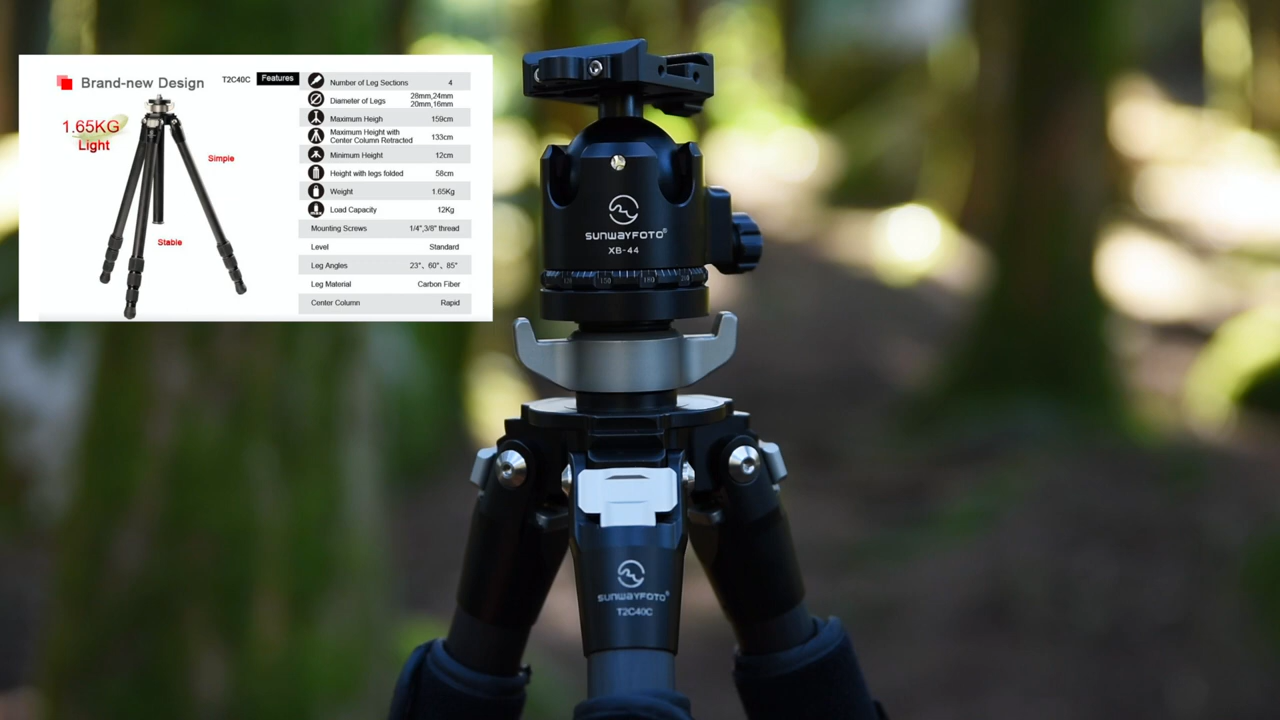 Brand-new Design
T2C40C Features
1.65KG
Light
Simple
Stable
Number of Leg Sections 4
Diameter of Legs 28mm,24mm
20mm,16mm
Maximum Heigh 159cm
Maximum Height with
Center Column Retracted 133cm
Minimum Height 12cm
Height with legs folded 58cm
Weight 1.65Kg
Load Capacity 12Kg
Mounting Screws 1/4",3/8" thread
Level Standard
Leg Angles 23°、60°、85°
Leg Material Carbon Fiber
Center Column Rapid
SUNWAYFOTO®
XB-44
150 180
SUNWAYFOTO®
T2C40C